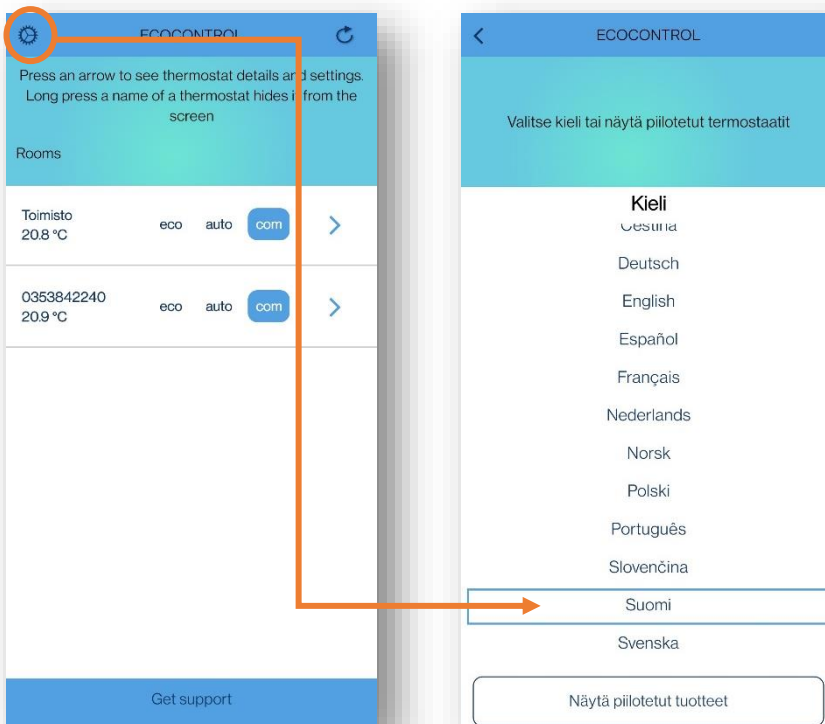 ECOCONTROL
Press an arrow to see thermostat details and settings.
Long press a name of a thermostat hides it from the
screen
Rooms
Toimisto
20.8 °C
eco auto com
0353842240
20.9 °C
eco auto com
Get support
ECOCONTROL
Valitse kieli tai näytä piilotetut termostaatit
Kieli
Čeština
Deutsch
English
Español
Français
Nederlands
Norsk
Polski
Português
Slovenčina
Suomi
Svenska
Näytä piilotetut tuotteet